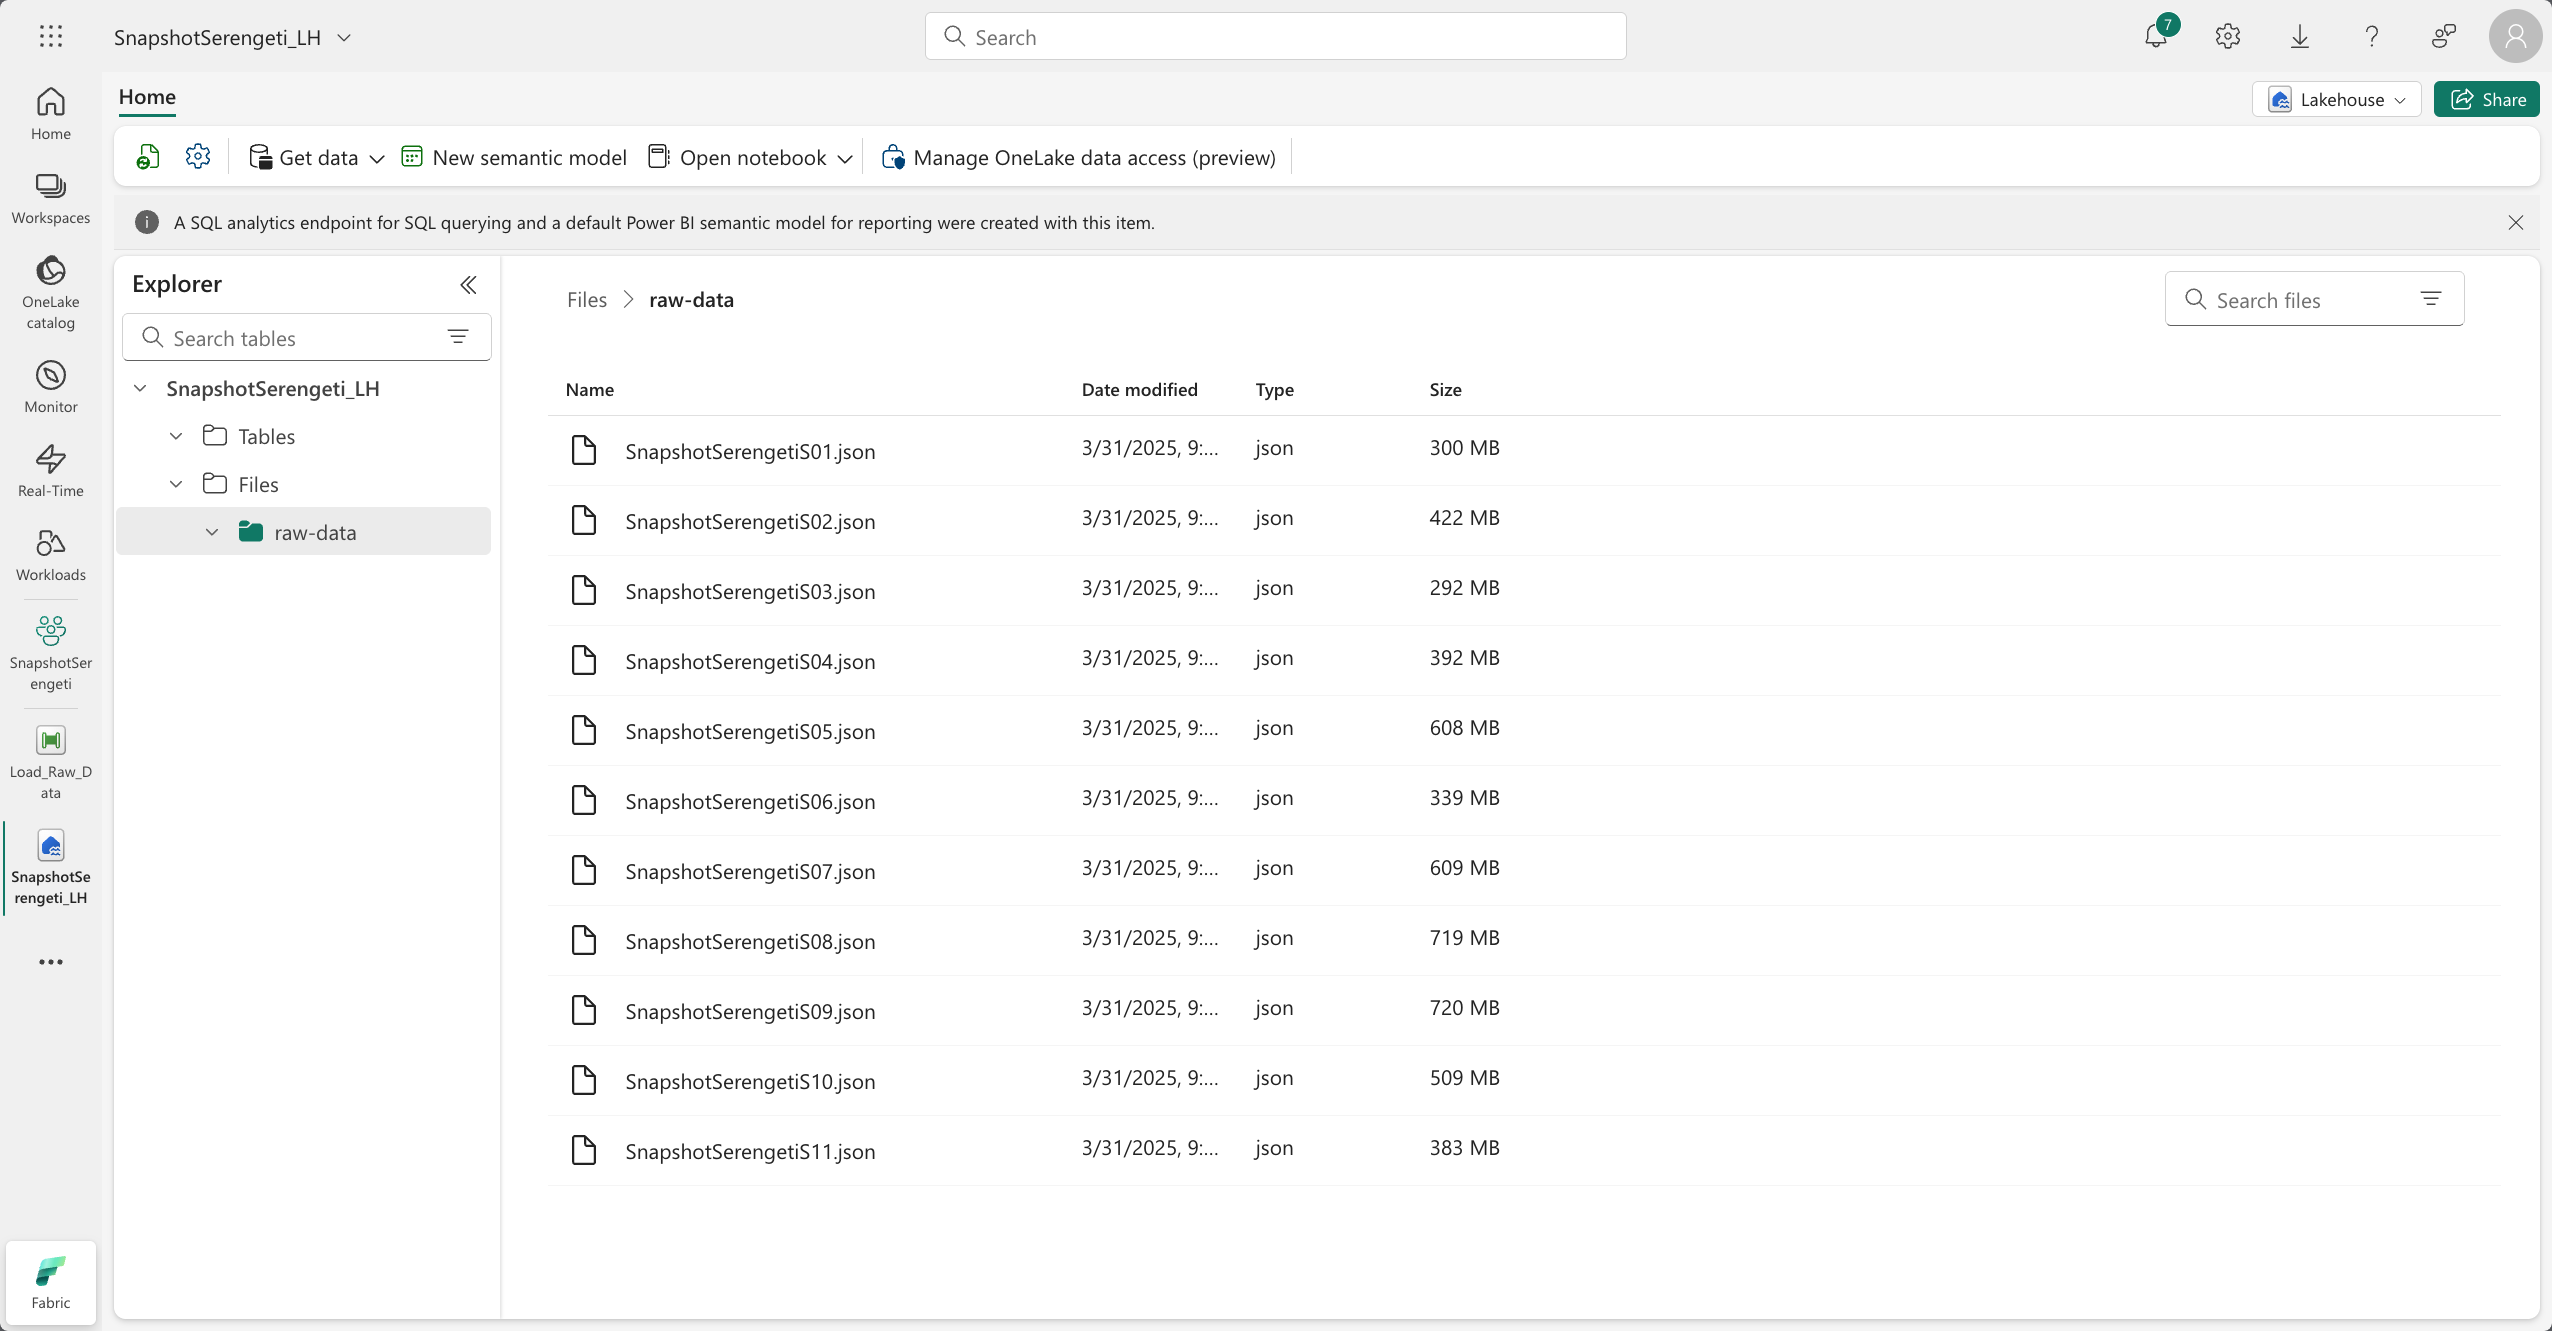 SnapshotSerengeti_LH
Search
7
Home
Workspaces
OneLake
catalog
Monitor
Real-Time
Workloads
SnapshotSer
engeti
Load_Raw_D
ata
SnapshotSe
rengeti_LH
Fabric
Home
Lakehouse
Share
Get data
New semantic model
Open notebook
Manage OneLake data access (preview)
A SQL analytics endpoint for SQL querying and a default Power BI semantic model for reporting were created with this item.
Explorer
Search tables
SnapshotSerengeti_LH
Tables
Files
raw-data
Files > raw-data
Search files
Name Date modified Type Size
SnapshotSerengetiS01.json 3/31/2025, 9:... json 300 MB
SnapshotSerengetiS02.json 3/31/2025, 9:... json 422 MB
SnapshotSerengetiS03.json 3/31/2025, 9:... json 292 MB
SnapshotSerengetiS04.json 3/31/2025, 9:... json 392 MB
SnapshotSerengetiS05.json 3/31/2025, 9:... json 608 MB
SnapshotSerengetiS06.json 3/31/2025, 9:... json 339 MB
SnapshotSerengetiS07.json 3/31/2025, 9:... json 609 MB
SnapshotSerengetiS08.json 3/31/2025, 9:... json 719 MB
SnapshotSerengetiS09.json 3/31/2025, 9:... json 720 MB
SnapshotSerengetiS10.json 3/31/2025, 9:... json 509 MB
SnapshotSerengetiS11.json 3/31/2025, 9:... json 383 MB